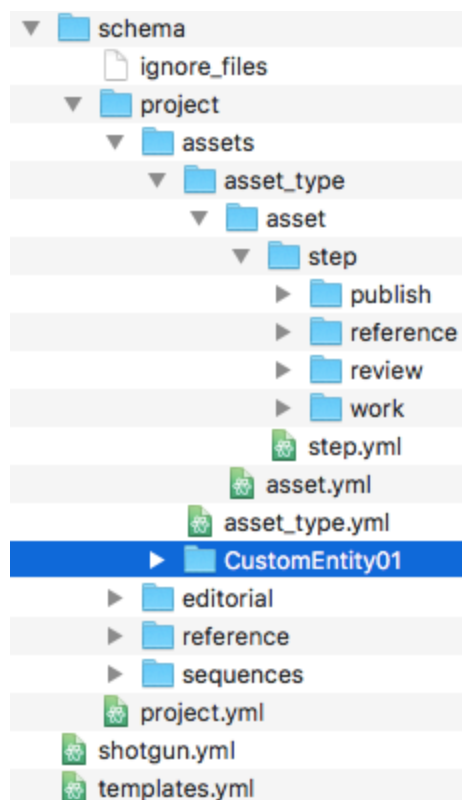 schema
ignore_files
project
assets
asset_type
asset
step
publish
reference
review
work
step.yml
asset.yml
asset_type.yml
CustomEntity01
editorial
reference
sequences
project.yml
shotgun.yml
templates.yml